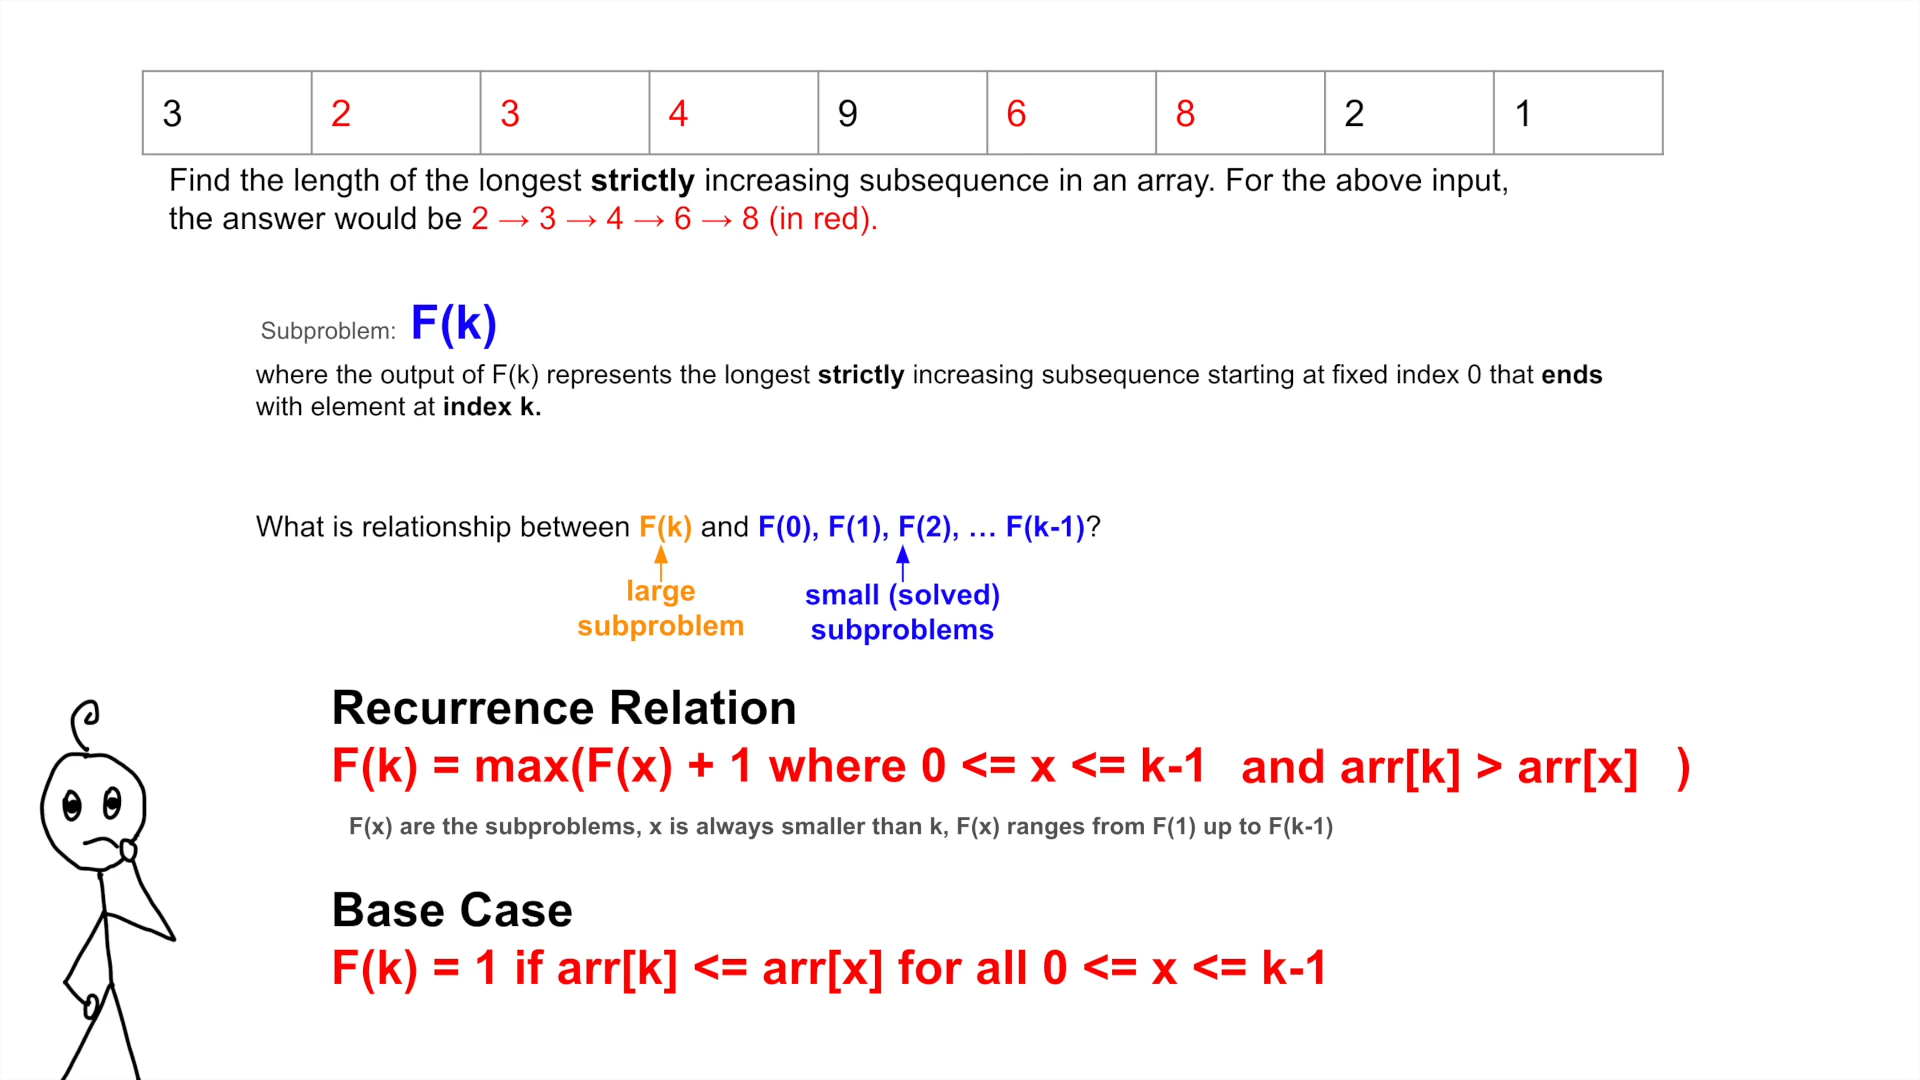 3 2 3 4 9 6 8 2 1
Find the length of the longest strictly increasing subsequence in an array. For the above input,
the answer would be 2 → 3 → 4 → 6 → 8 (in red).
Subproblem: F(k)
where the output of F(k) represents the longest strictly increasing subsequence starting at fixed index 0 that ends
with element at index k.
What is relationship between F(k) and F(0), F(1), F(2), … F(k-1)?
large
subproblem
small (solved)
subproblems
Recurrence Relation
F(k) = max(F(x) + 1 where 0 <= x <= k-1 and arr[k] > arr[x] )
F(x) are the subproblems, x is always smaller than k, F(x) ranges from F(1) up to F(k-1)
Base Case
F(k) = 1 if arr[k] <= arr[x] for all 0 <= x <= k-1